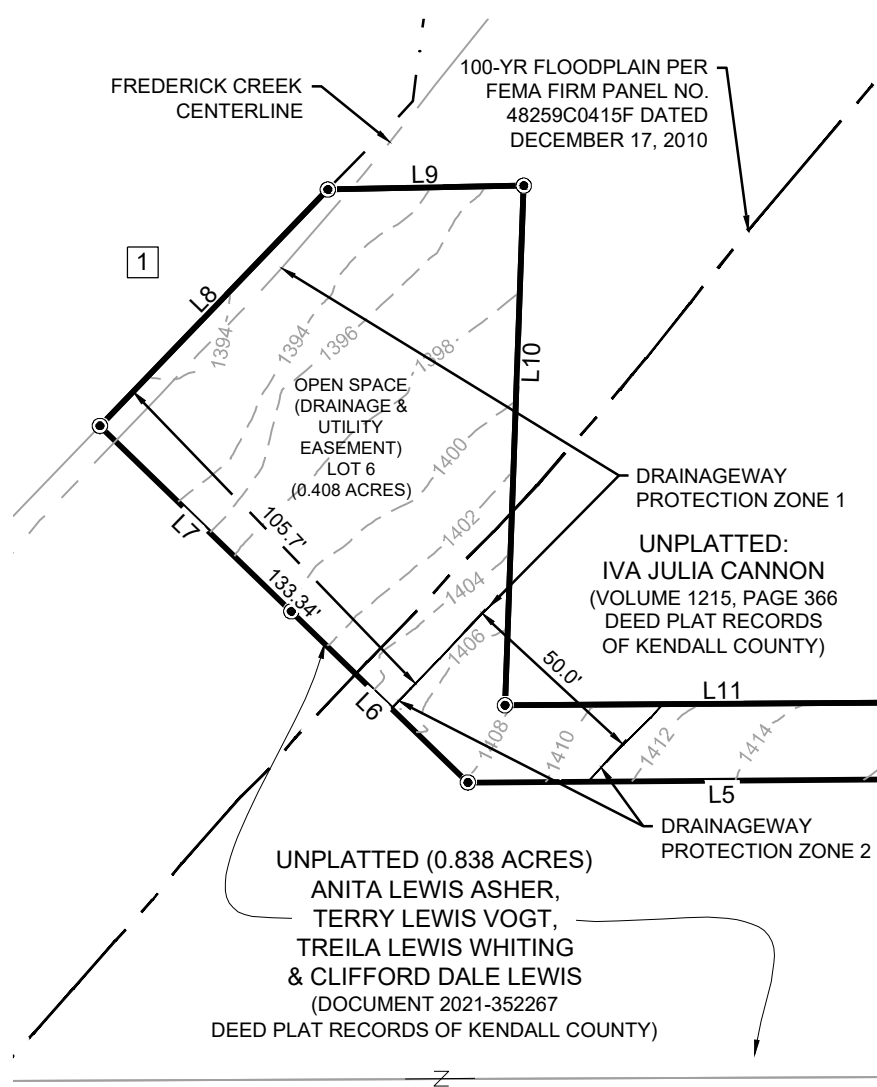 FREDERICK CREEK
CENTERLINE
100-YR FLOODPLAIN PER
FEMA FIRM PANEL NO.
48259C0415F DATED
DECEMBER 17, 2010
L9
1
L8
L10
1394
1394
1396
1398
OPEN SPACE
(DRAINAGE &
UTILITY
EASEMENT)
LOT 6
(0.408 ACRES)
1400
1402
1404
1406
DRAINAGEWAY
PROTECTION ZONE 1
L7
105.7'
133.34'
L6
UNPLATTED:
IVA JULIA CANNON
(VOLUME 1215, PAGE 366
DEED PLAT RECORDS
OF KENDALL COUNTY)
50.0'
L11
1408
1410
1412
1414
L5
DRAINAGEWAY
PROTECTION ZONE 2
UNPLATTED (0.838 ACRES)
ANITA LEWIS ASHER,
TERRY LEWIS VOGT,
TREILA LEWIS WHITING
& CLIFFORD DALE LEWIS
(DOCUMENT 2021-352267
DEED PLAT RECORDS OF KENDALL COUNTY)